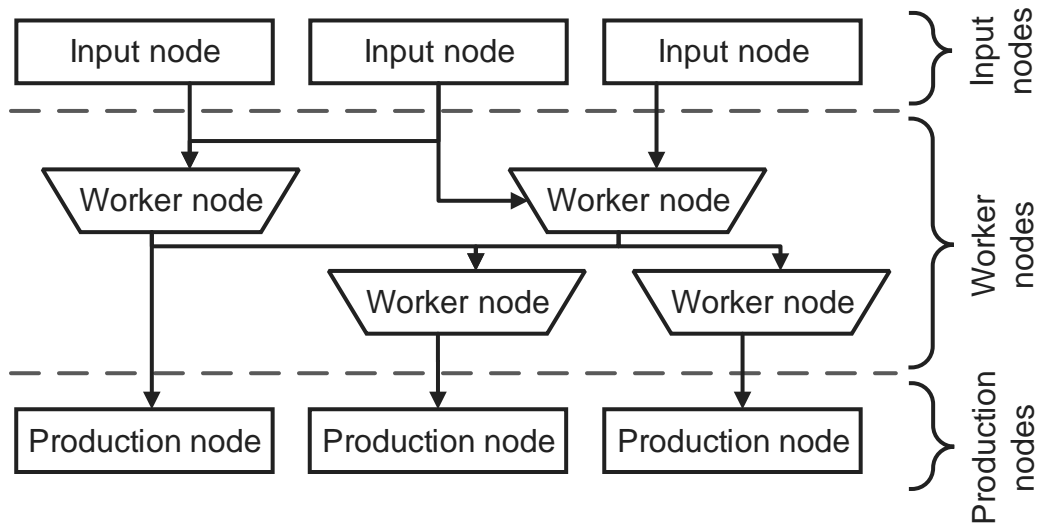 Input node
Input node
Input node
Input
nodes
Worker node
Worker node
Worker node
Worker node
Worker
nodes
Production node
Production node
Production node
Production
nodes